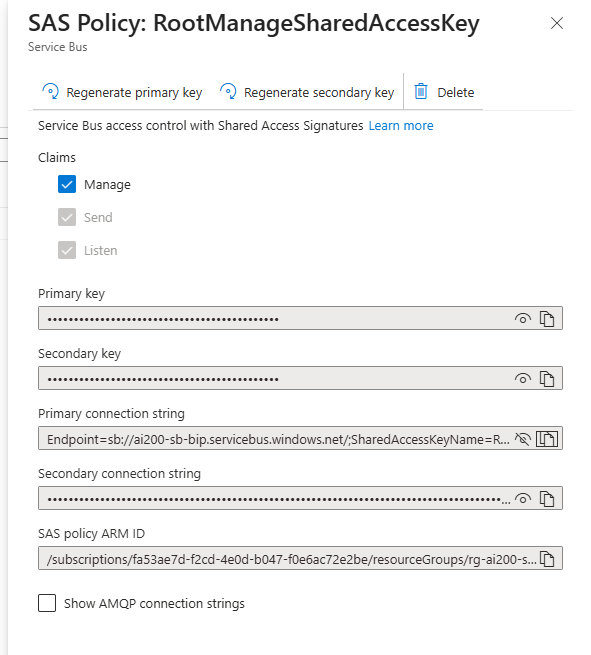 SAS Policy: RootManageSharedAccessKey
Service Bus
Regenerate primary key Regenerate secondary key Delete
Service Bus access control with Shared Access Signatures Learn more
Claims
Manage
Send
Listen
Primary key
••••••••••••••••••••••••••••••••••••••••••••
Secondary key
••••••••••••••••••••••••••••••••••••••••••••
Primary connection string
Endpoint=sb://ai200-sb-bip.servicebus.windows.net/;SharedAccessKeyName=R...
Secondary connection string
••••••••••••••••••••••••••••••••••••••••••••••••••••••••••••••••••••••••••••••••••••••...
SAS policy ARM ID
/subscriptions/fa53ae7d-f2cd-4e0d-b047-f0e6ac72e2be/resourceGroups/rg-ai200-s...
Show AMQP connection strings